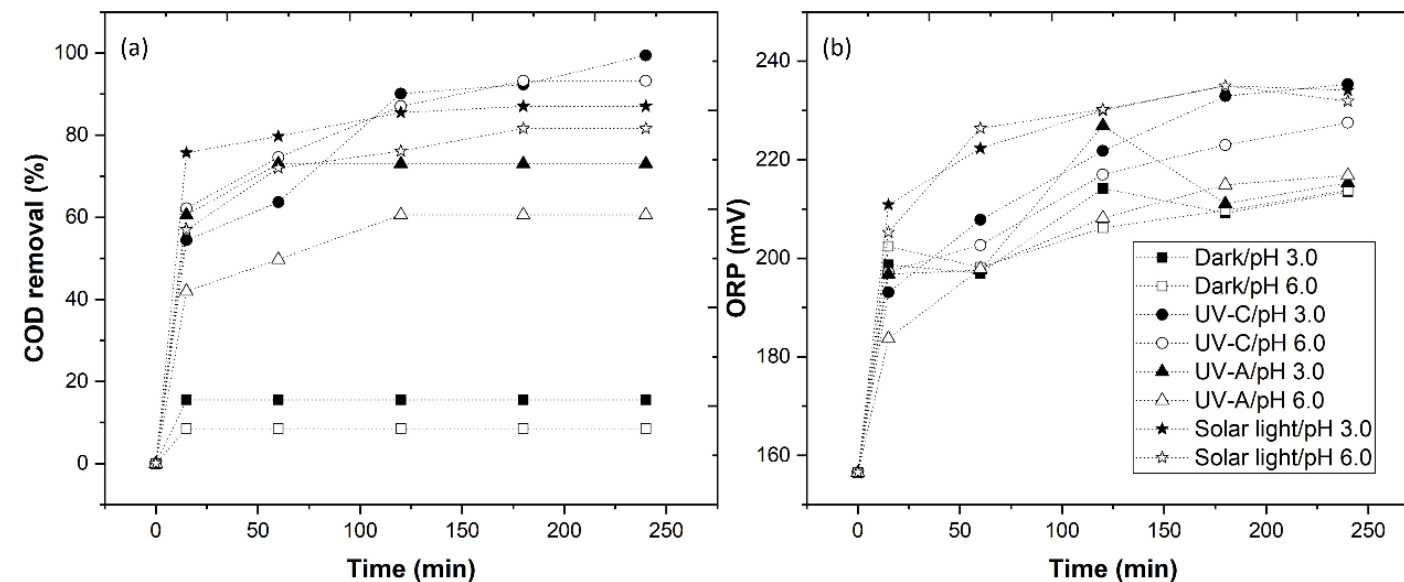 (a)
COD removal (%)
100
80
60
40
20
0
0 50 100 150 200 250
Time (min)
(b)
ORP (mV)
240
220
200
180
160
0 50 100 150 200 250
Time (min)
Dark/pH 3.0
Dark/pH 6.0
UV-C/pH 3.0
UV-C/pH 6.0
UV-A/pH 3.0
UV-A/pH 6.0
Solar light/pH 3.0
Solar light/pH 6.0